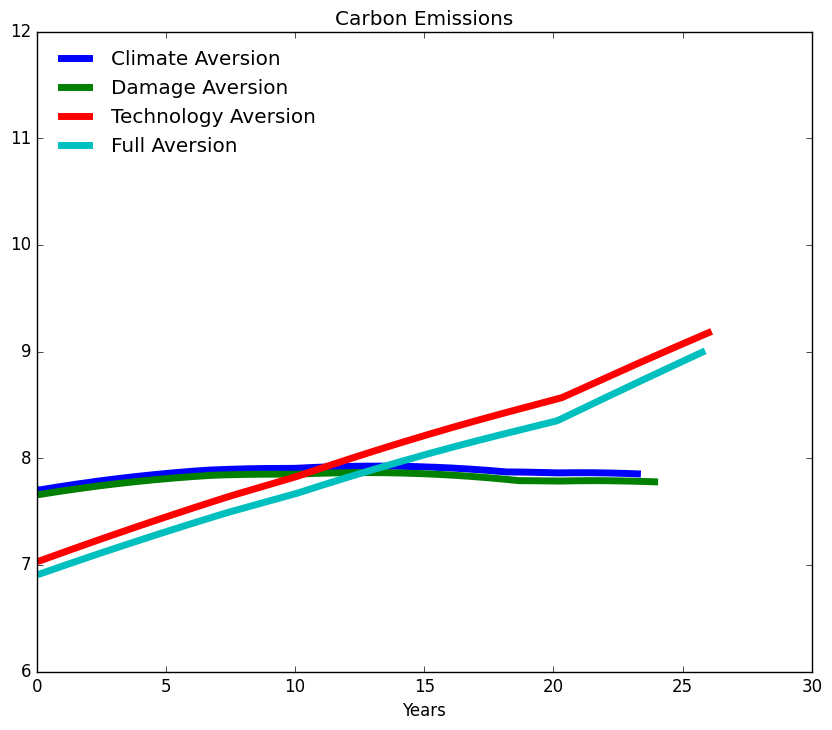 Carbon Emissions
12
11
10
9
8
7
6
Climate Aversion
Damage Aversion
Technology Aversion
Full Aversion
0 5 10 15 20 25 30
Years